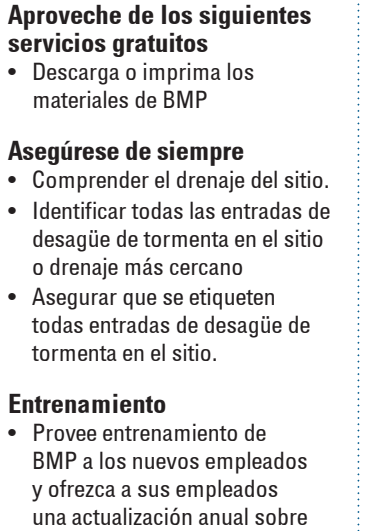 Aproveche de los siguientes
servicios gratuitos
• Descarga o imprima los
materiales de BMP
Asegúrese de siempre
• Comprender el drenaje del sitio.
• Identificar todas las entradas de
desagüe de tormenta en el sitio
o drenaje más cercano
• Asegurar que se etiqueten
todas entradas de desagüe de
tormenta en el sitio.
Entrenamiento
• Provee entrenamiento de
BMP a los nuevos empleados
y ofrezca a sus empleados
una actualización anual sobre